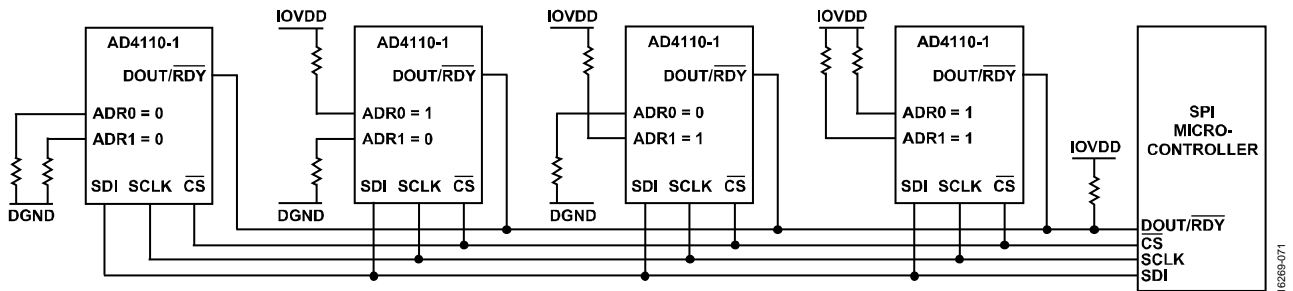 AD4110-1
DOUT/RDY
ADR0 = 0
ADR1 = 0
SDI SCLK CS
DGND
IOVDD
AD4110-1
DOUT/RDY
ADR0 = 1
ADR1 = 0
SDI SCLK CS
DGND
IOVDD
AD4110-1
DOUT/RDY
ADR0 = 0
ADR1 = 1
SDI SCLK CS
DGND
IOVDD
AD4110-1
DOUT/RDY
ADR0 = 1
ADR1 = 1
SDI SCLK CS
IOVDD
SPI
MICRO-
CONTROLLER
DOUT/RDY
CS
SCLK
SDI
16269-071